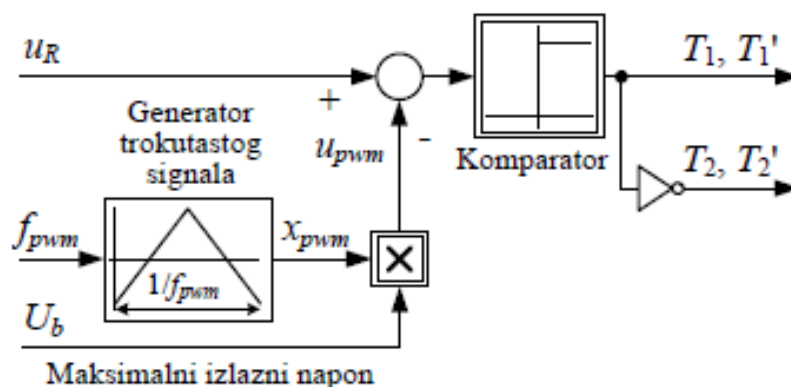 u_R
T_1, T_1'
+
Generator
trokutastog
signala
u_pwm
-
Komparator
T_2, T_2'
f_pwm
x_pwm
1/f_pwm
×
U_b
Maksimalni izlazni napon